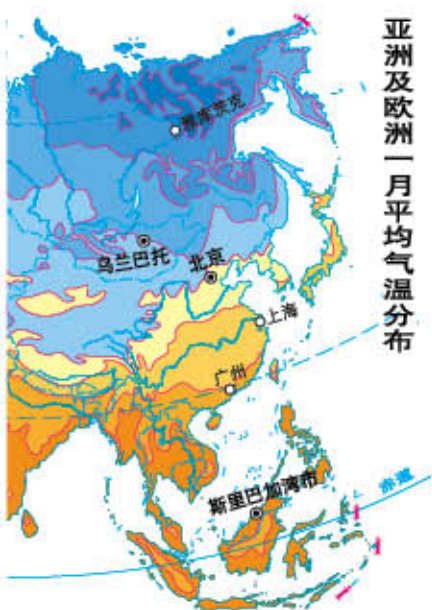 亚洲及欧洲一月平均气温分布
雅库茨克
乌兰巴托
北京
上海
广州
斯里巴加湾市
赤道